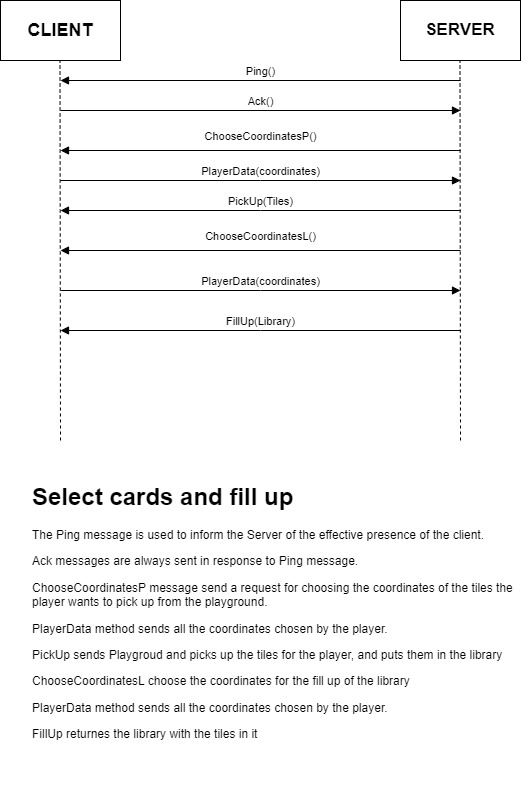 CLIENT
SERVER
Ping()
Ack()
ChooseCoordinatesP()
PlayerData(coordinates)
PickUp(Tiles)
ChooseCoordinatesL()
PlayerData(coordinates)
FillUp(Library)
Select cards and fill up
The Ping message is used to inform the Server of the effective presence of the client.
Ack messages are always sent in response to Ping message.
ChooseCoordinatesP message send a request for choosing the coordinates of the tiles the
player wants to pick up from the playground.
PlayerData method sends all the coordinates chosen by the player.
PickUp sends Playgroud and picks up the tiles for the player, and puts them in the library
ChooseCoordinatesL choose the coordinates for the fill up of the library
PlayerData method sends all the coordinates chosen by the player.
FillUp returnes the library with the tiles in it